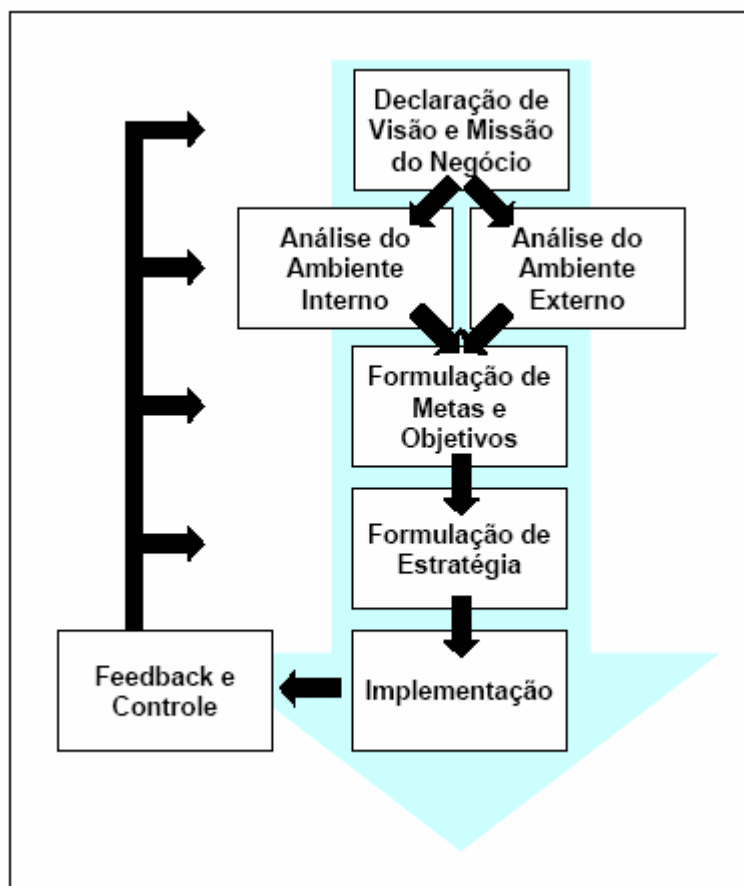 Declaração de
Visão e Missão
do Negócio
Análise do
Ambiente
Interno
Análise do
Ambiente
Externo
Formulação de
Metas e
Objetivos
Formulação de
Estratégia
Feedback e
Controle
Implementação